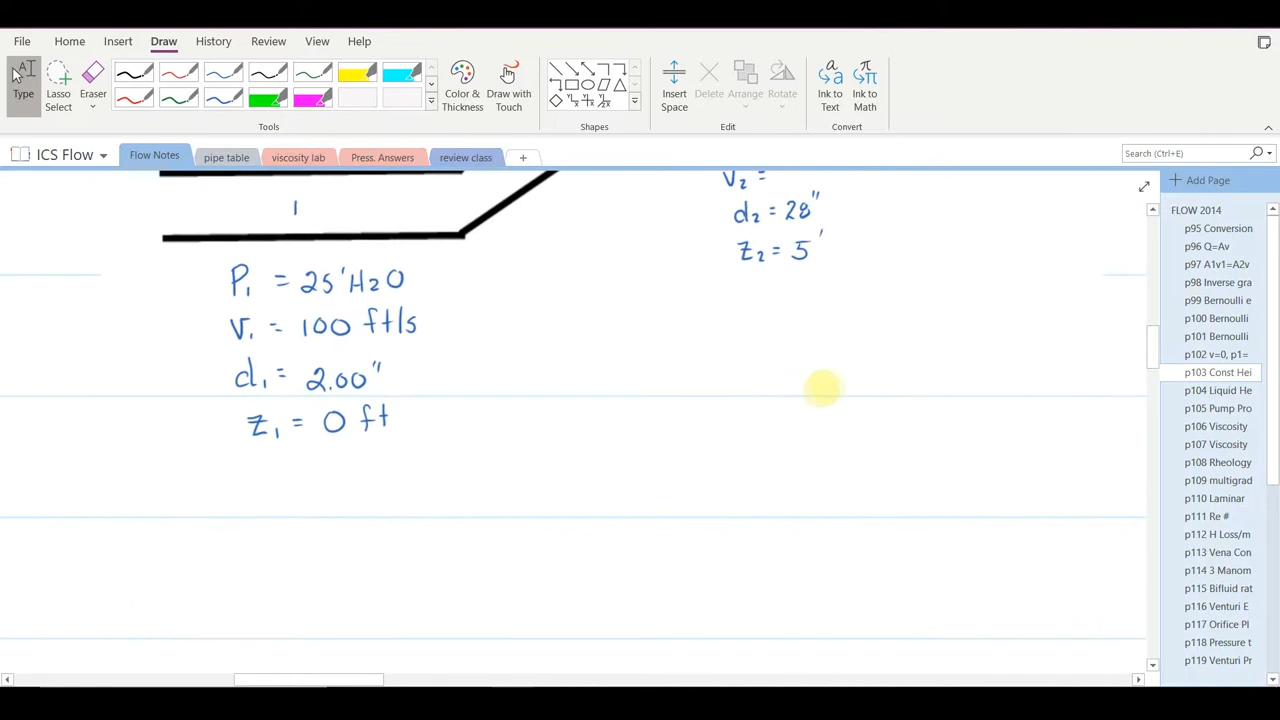 File Home Insert Draw History Review View Help
Type
Lasso Select
Eraser
Color & Thickness
Draw with Touch
Insert Space
Delete
Arrange
Rotate
Ink to Text
Ink to Math
Tools
Shapes
Edit
Convert
ICS Flow
Flow Notes
pipe table
viscosity lab
Press. Answers
review class
Search (Ctrl+E)
Add Page
FLOW 2014
p95 Conversion
p96 Q=Av
p97 A1v1=A2v
p98 Inverse gra
p99 Bernoulli e
p100 Bernoulli
p101 Bernoulli
p102 v=0, p1=
p103 Const Hei
p104 Liquid He
p105 Pump Pro
p106 Viscosity
p107 Viscosity
p108 Rheology
p109 multigrad
p110 Laminar
p111 Re #
p112 H Loss/m
p113 Vena Con
p114 3 Manom
p115 Bifluid rat
p116 Venturi E
p117 Orifice Pl
p118 Pressure t
p119 Venturi Pr
V₂ =
d₂ = 28"
Z₂ = 5'
1
P₁ = 25'H₂O
V₁ = 100 ft/s
d₁ = 2.00"
Z₁ = 0 ft